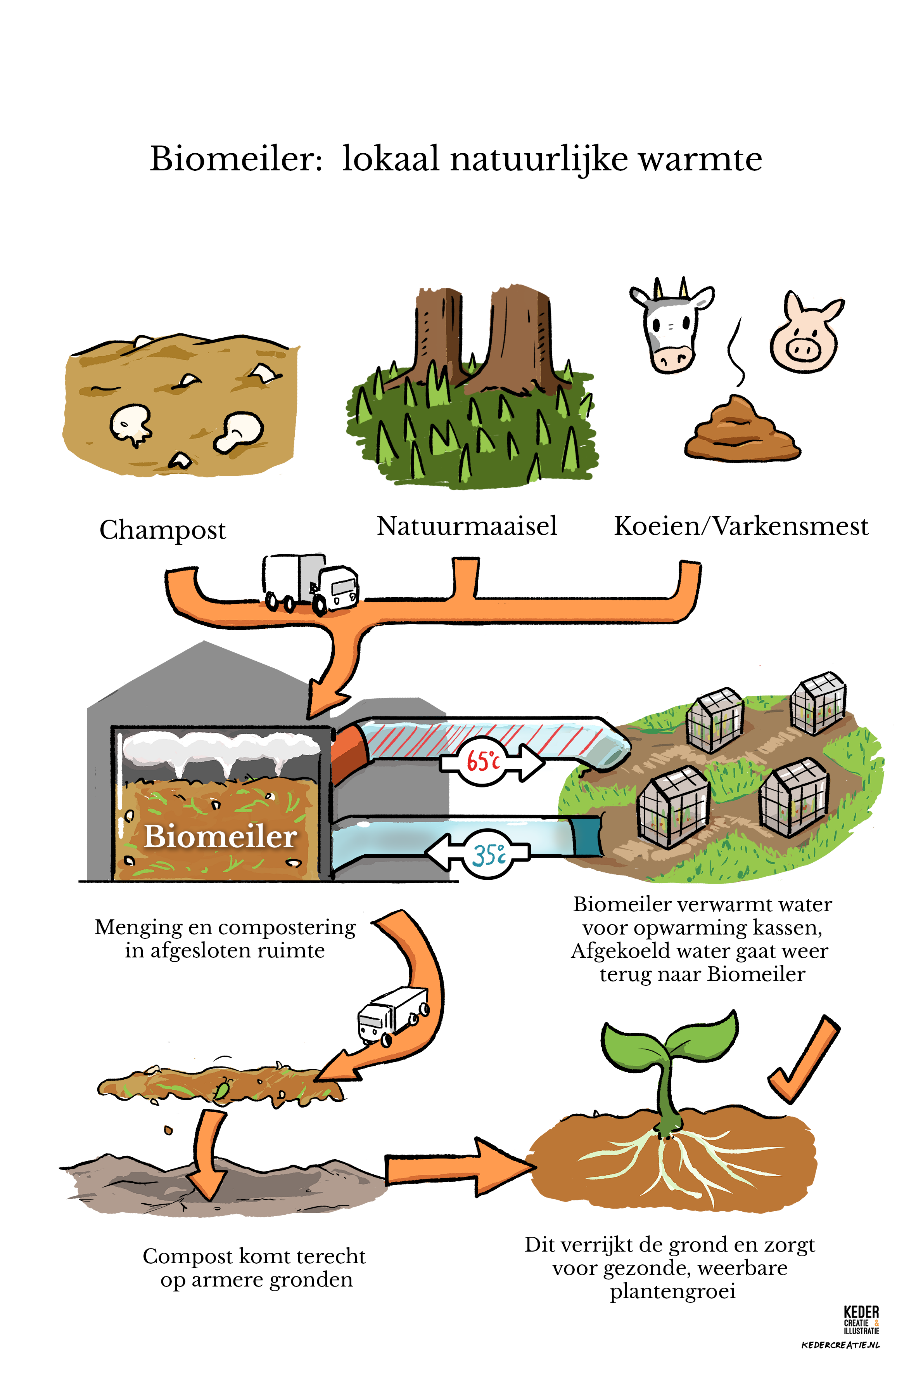 Biomeiler: lokaal natuurlijke warmte
Champost
Natuurmaaisel
Koeien/Varkensmest
65°c
Biomeiler
35°c
Menging en compostering
in afgesloten ruimte
Biomeiler verwarmt water
voor opwarming kassen,
Afgekoeld water gaat weer
terug naar Biomeiler
Compost komt terecht
op armere gronden
Dit verrijkt de grond en zorgt
voor gezonde, weerbare
plantengroei
KEDER
CREATIE &
ILLUSTRATIE
KEDERCREATIE.NL